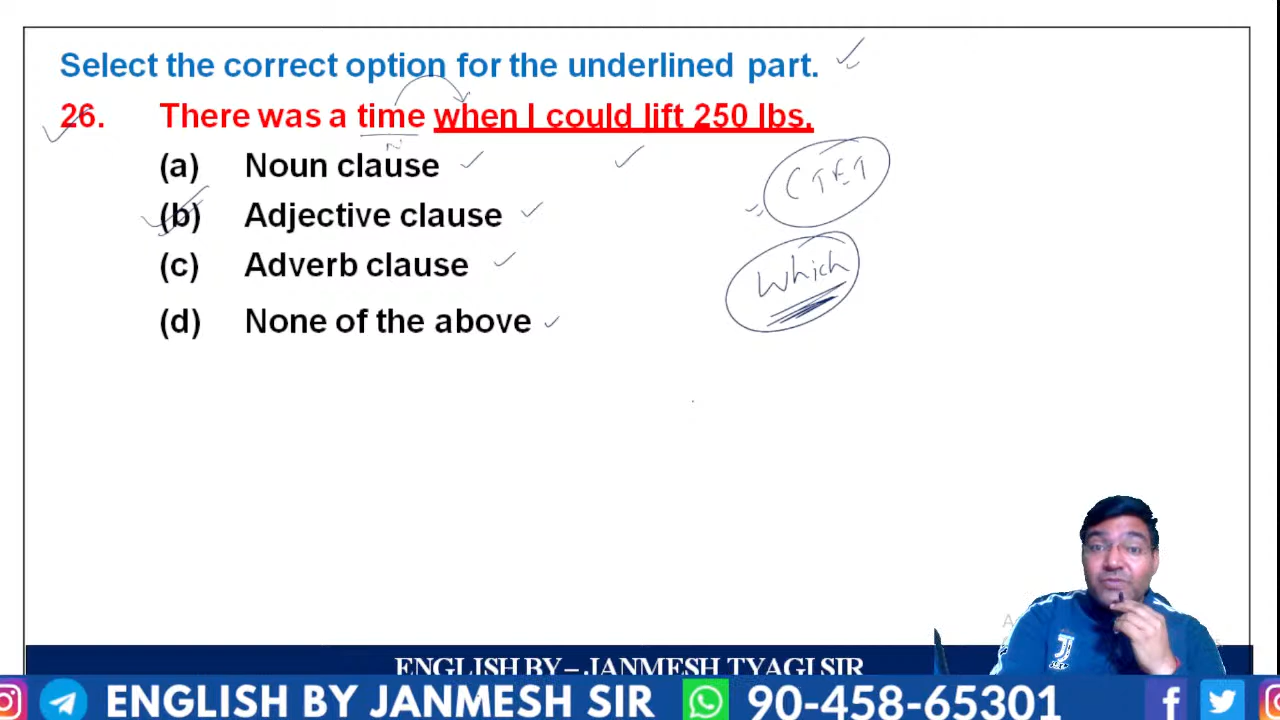 Select the correct option for the underlined part.
26. There was a time when I could lift 250 lbs.
N
(a) Noun clause
CTET
(b) Adjective clause
(c) Adverb clause
Which
(d) None of the above
ENGLISH BY – JANMESH TYAGI SIR
ENGLISH BY JANMESH SIR 90-458-65301